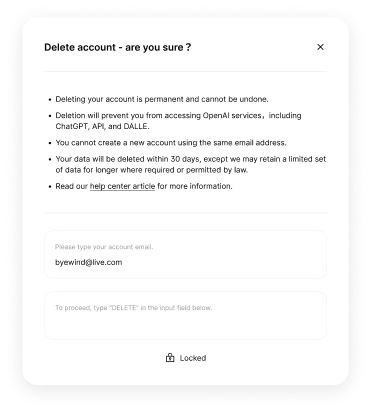 Delete account - are you sure ?
Deleting your account is permanent and cannot be undone.
Deletion will prevent you from accessing OpenAI services，including
ChatGPT, API, and DALLE.
You cannot create a new account using the same email address.
Your data will be deleted within 30 days, except we may retain a limited set
of data for longer where required or permitted by law.
Read our help center article for more information.
Please type your account email.
byewind@live.com
To proceed, type "DELETE" in the input field below.
Locked